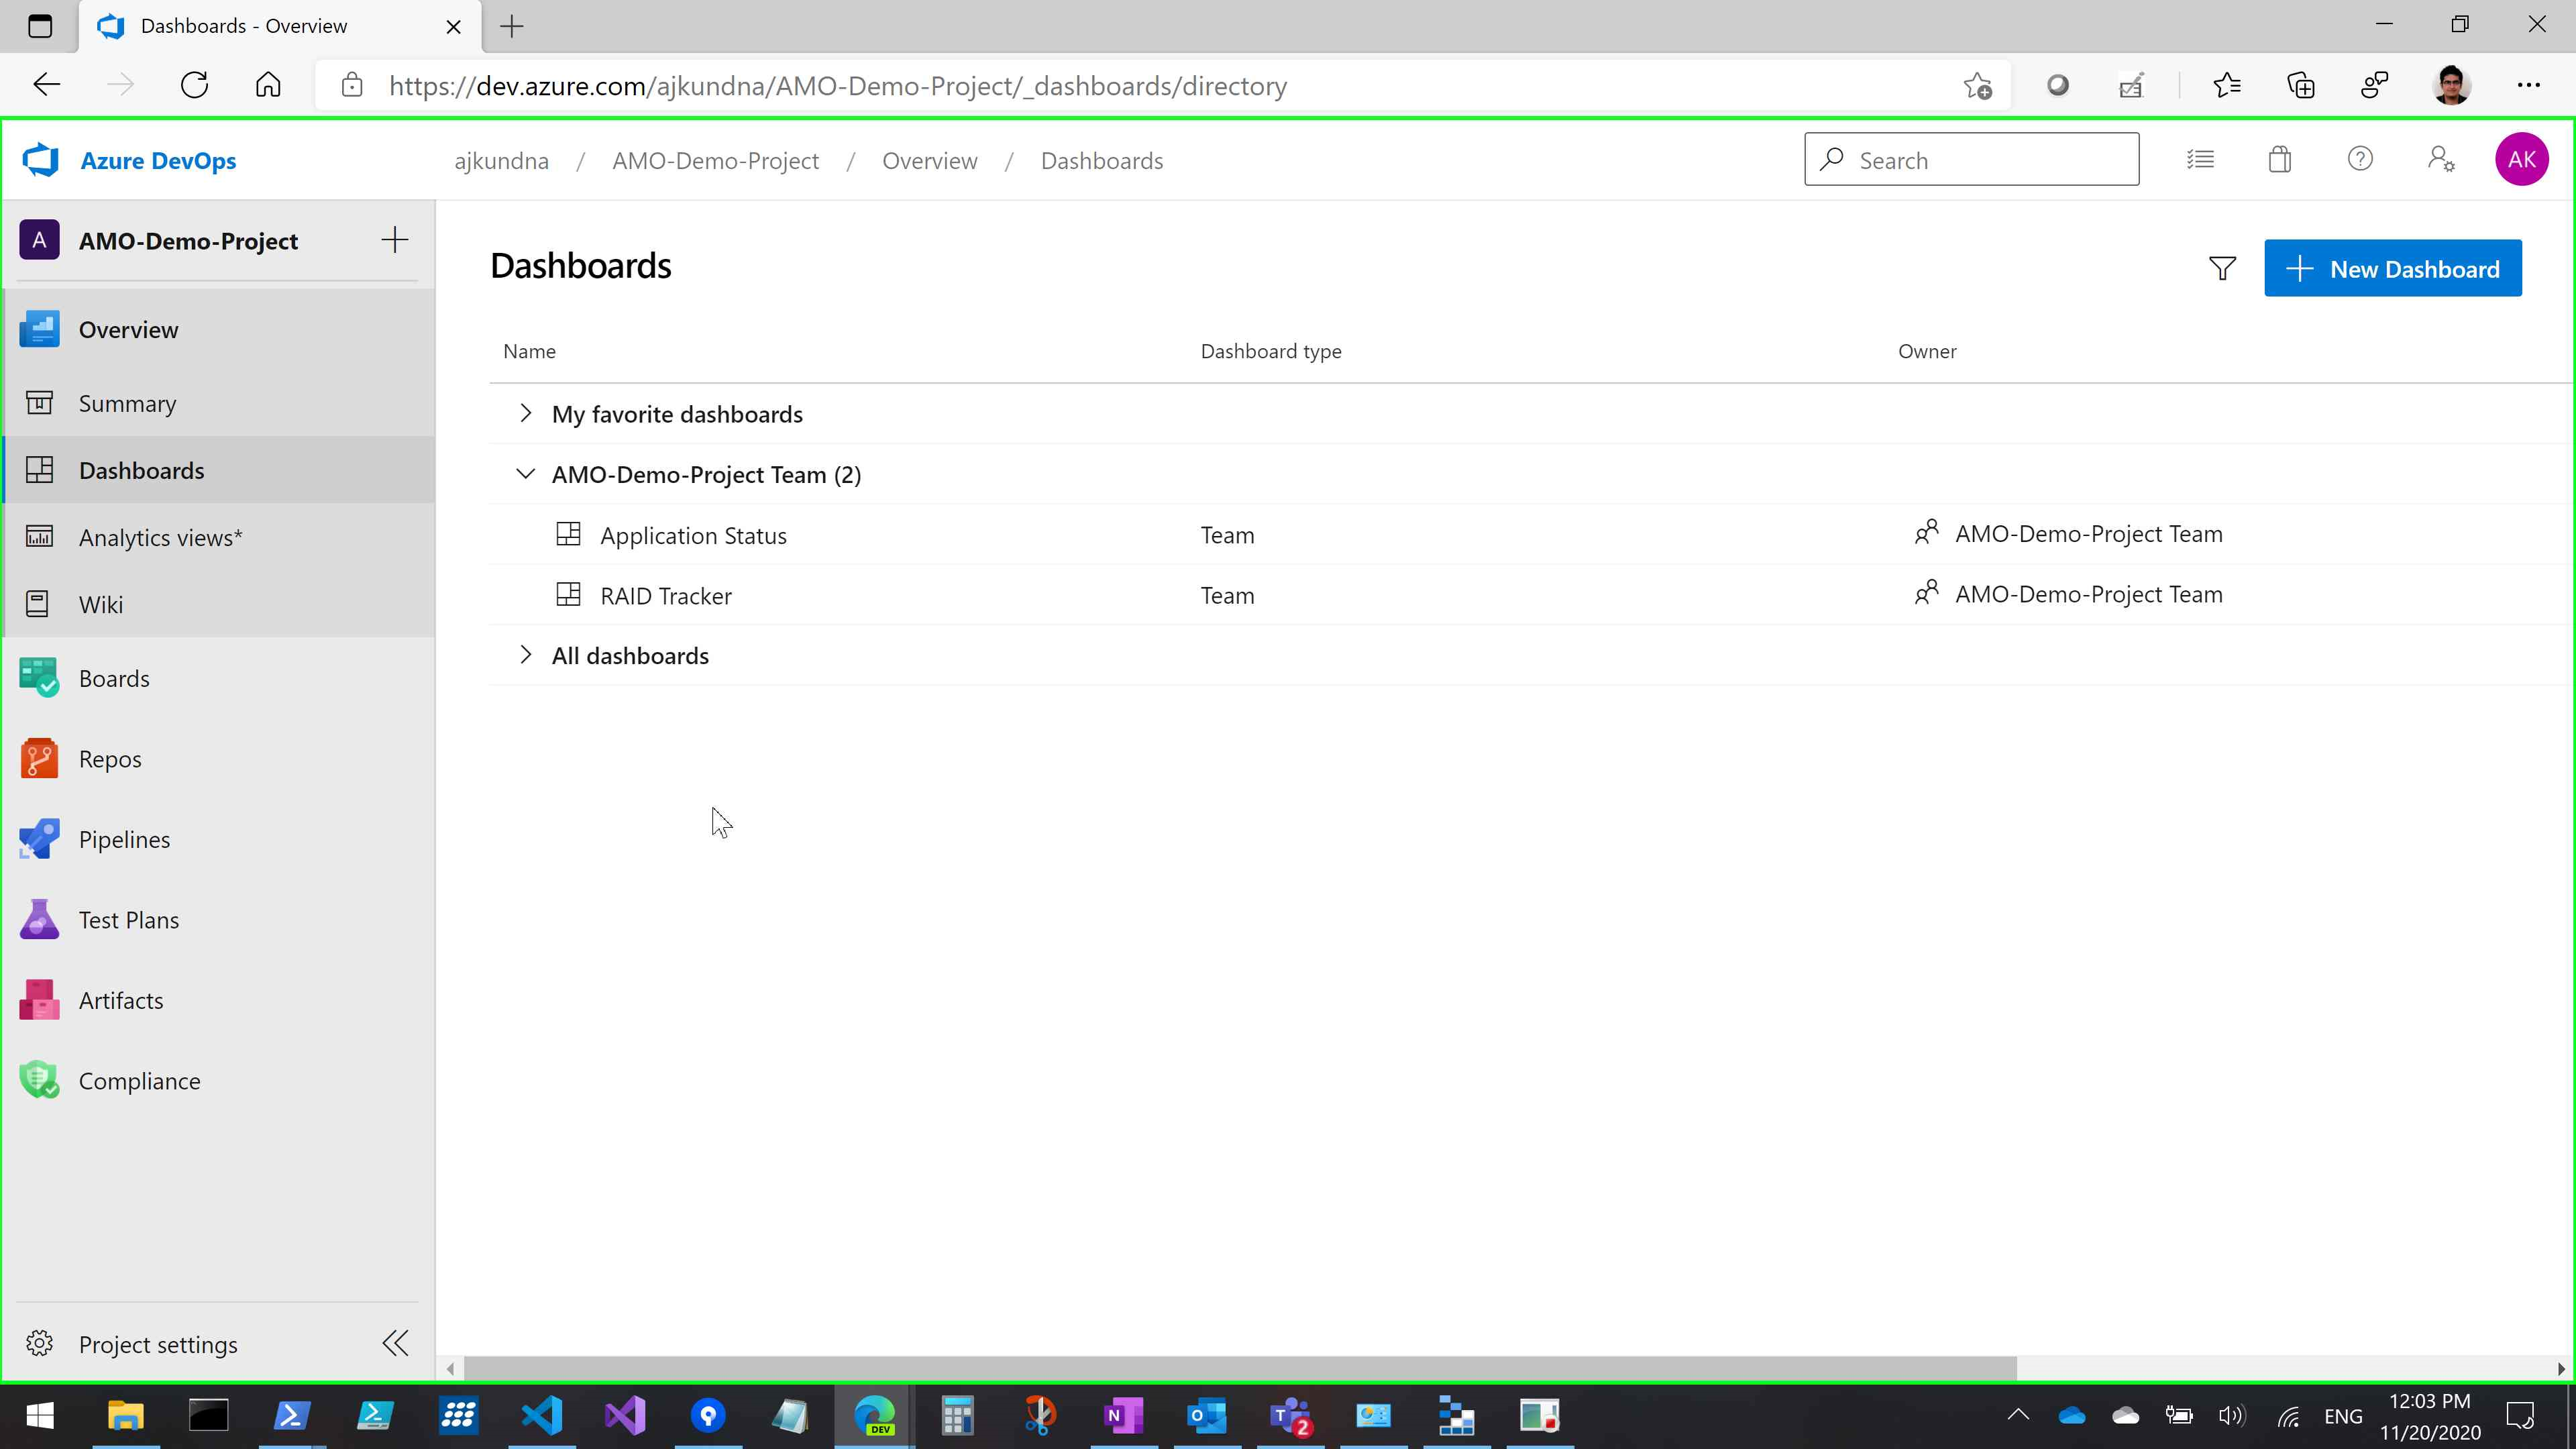 Dashboards - Overview
https://dev.azure.com/ajkundna/AMO-Demo-Project/_dashboards/directory
Azure DevOps
ajkundna / AMO-Demo-Project / Overview / Dashboards
Search
AK
A AMO-Demo-Project
Overview
Summary
Dashboards
Analytics views*
Wiki
Boards
Repos
Pipelines
Test Plans
Artifacts
Compliance
Project settings
Dashboards
New Dashboard
Name Dashboard type Owner
My favorite dashboards
AMO-Demo-Project Team (2)
Application Status Team AMO-Demo-Project Team
RAID Tracker Team AMO-Demo-Project Team
All dashboards
DEV
N
O
T 2
ENG
12:03 PM
11/20/2020